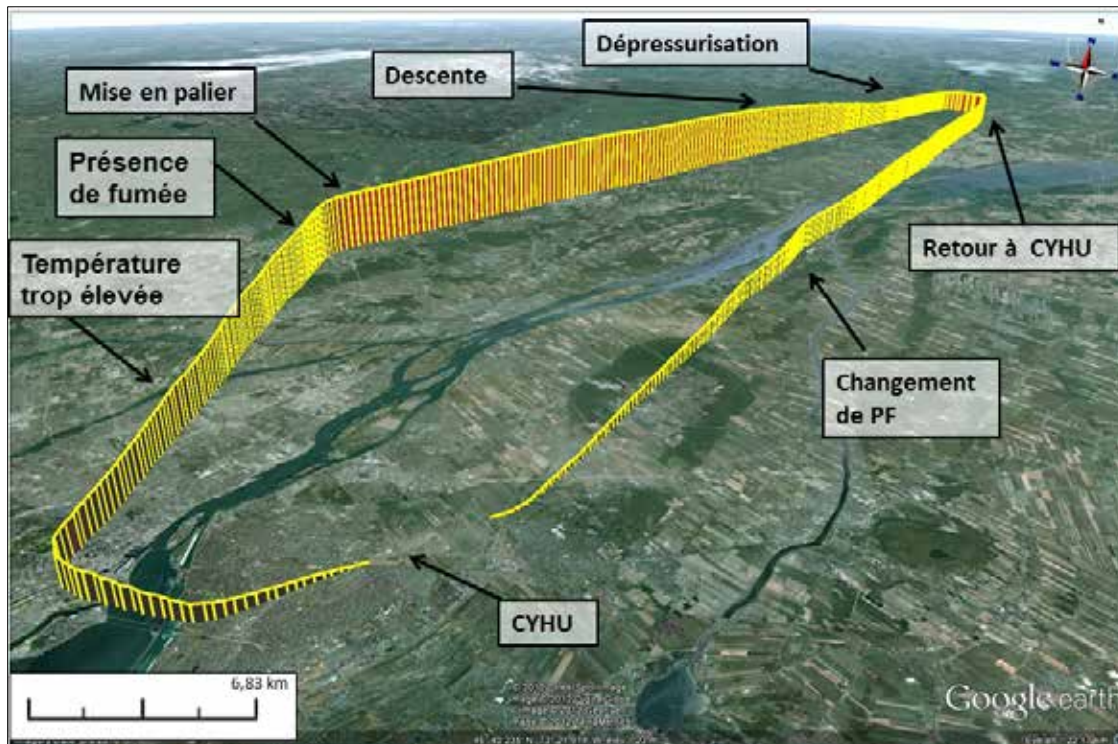 Dépressurisation
Descente
Mise en palier
Présence
de fumée
Température
trop élevée
Retour à CYHU
Changement
de PF
CYHU
6,83 km
Google earth